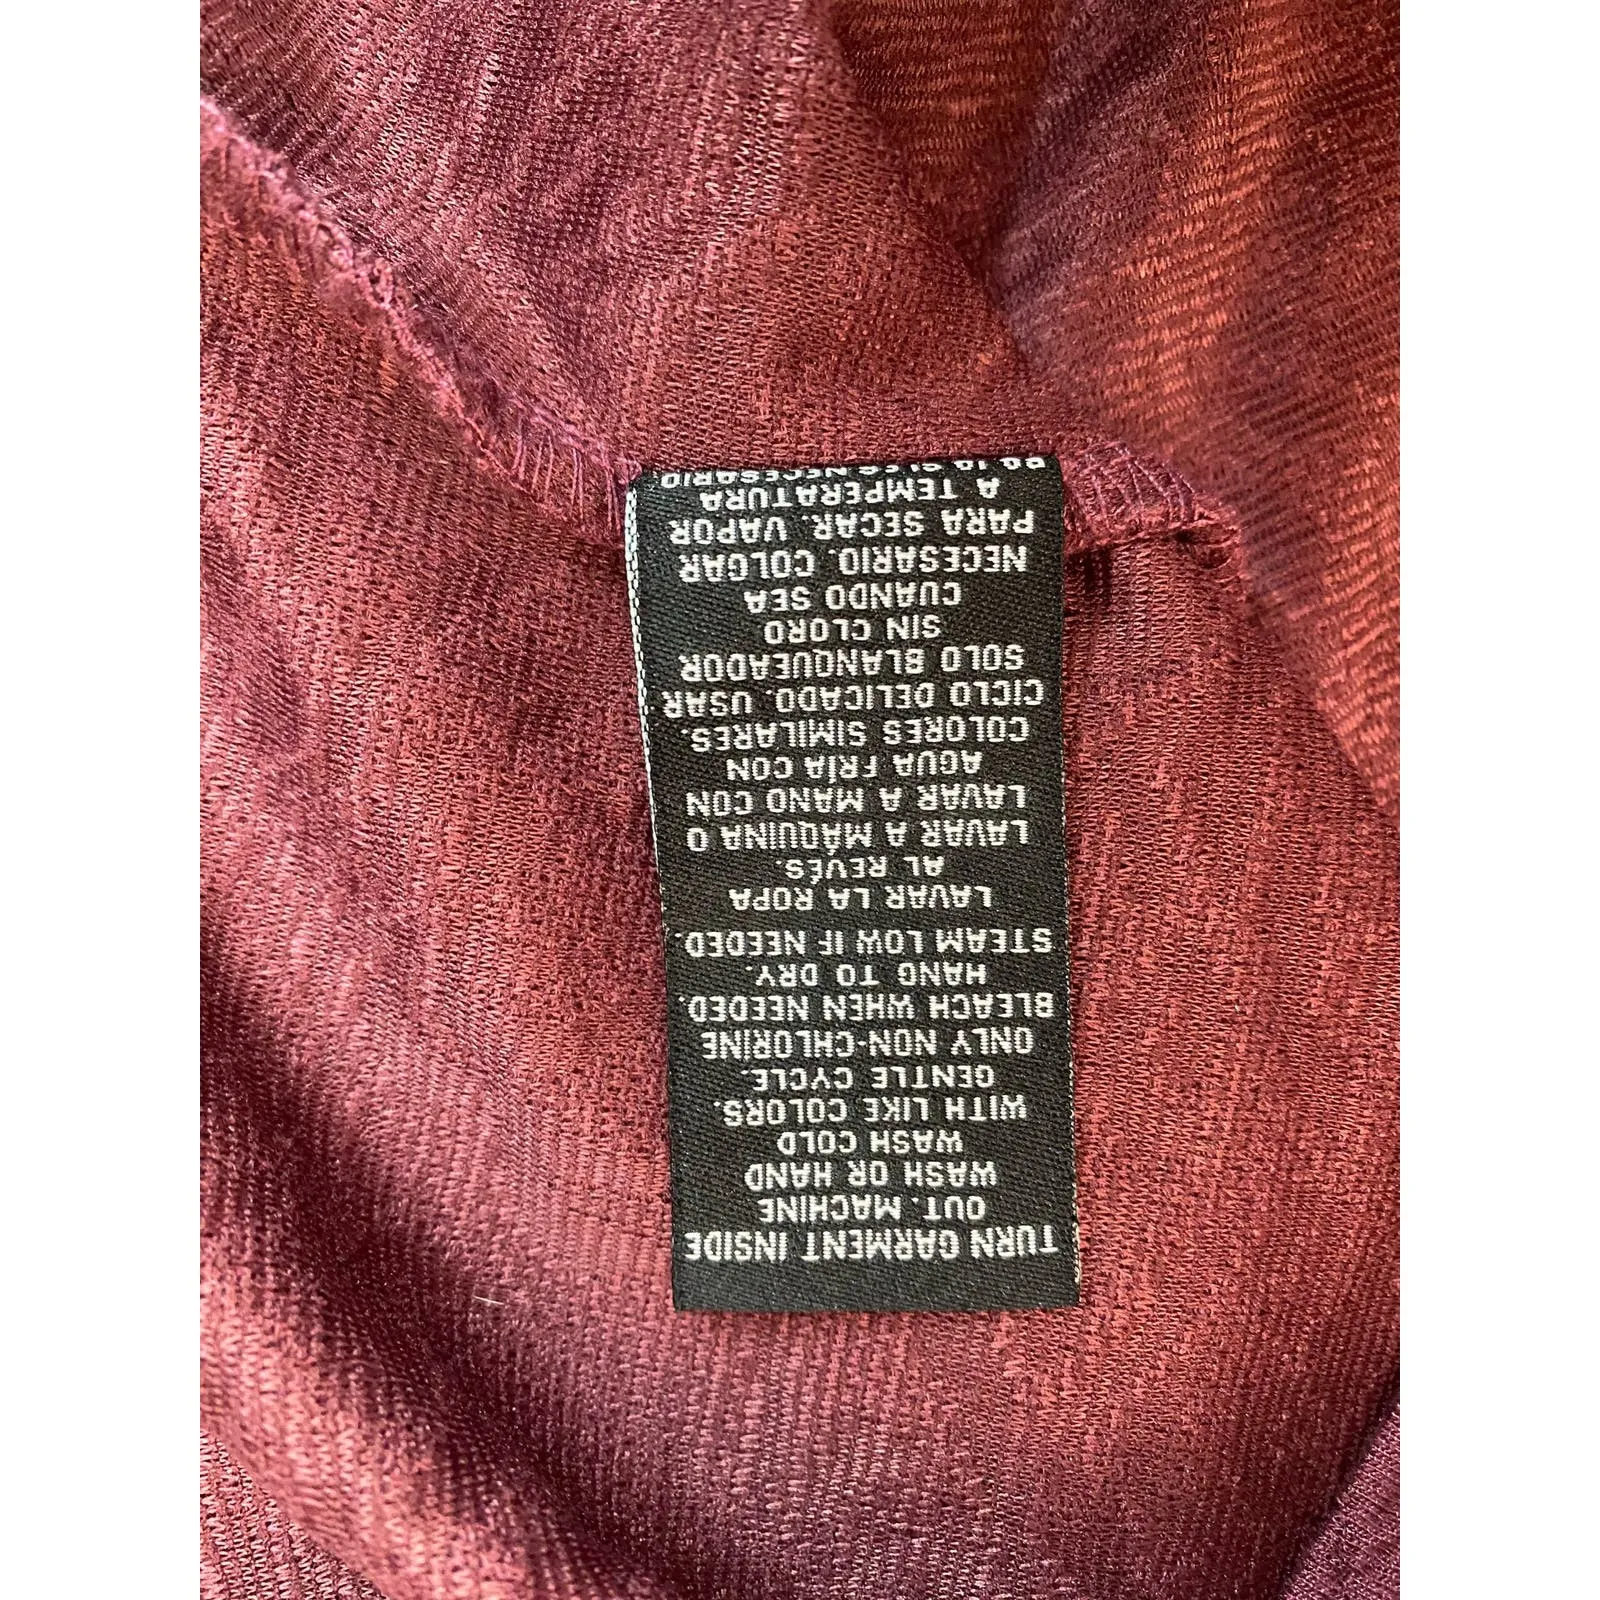 TURN GARMENT INSIDE
OUT. MACHINE
WASH OR HAND
WASH COLD
WITH LIKE COLORS.
GENTLE CYCLE.
ONLY NON-CHLORINE
BLEACH WHEN NEEDED.
HANG TO DRY.
STEAM LOW IF NEEDED.
LAVAR LA ROPA
AL REVÉS.
LAVAR A MÁQUINA O
LAVAR A MANO CON
AGUA FRÍA CON
COLORES SIMILARES.
CICLO DELICADO. USAR
SOLO BLANQUEADOR
SIN CLORO
CUANDO SEA
NECESARIO. COLGAR
PARA SECAR. VAPOR
A TEMPERATURA
NECESARIO.